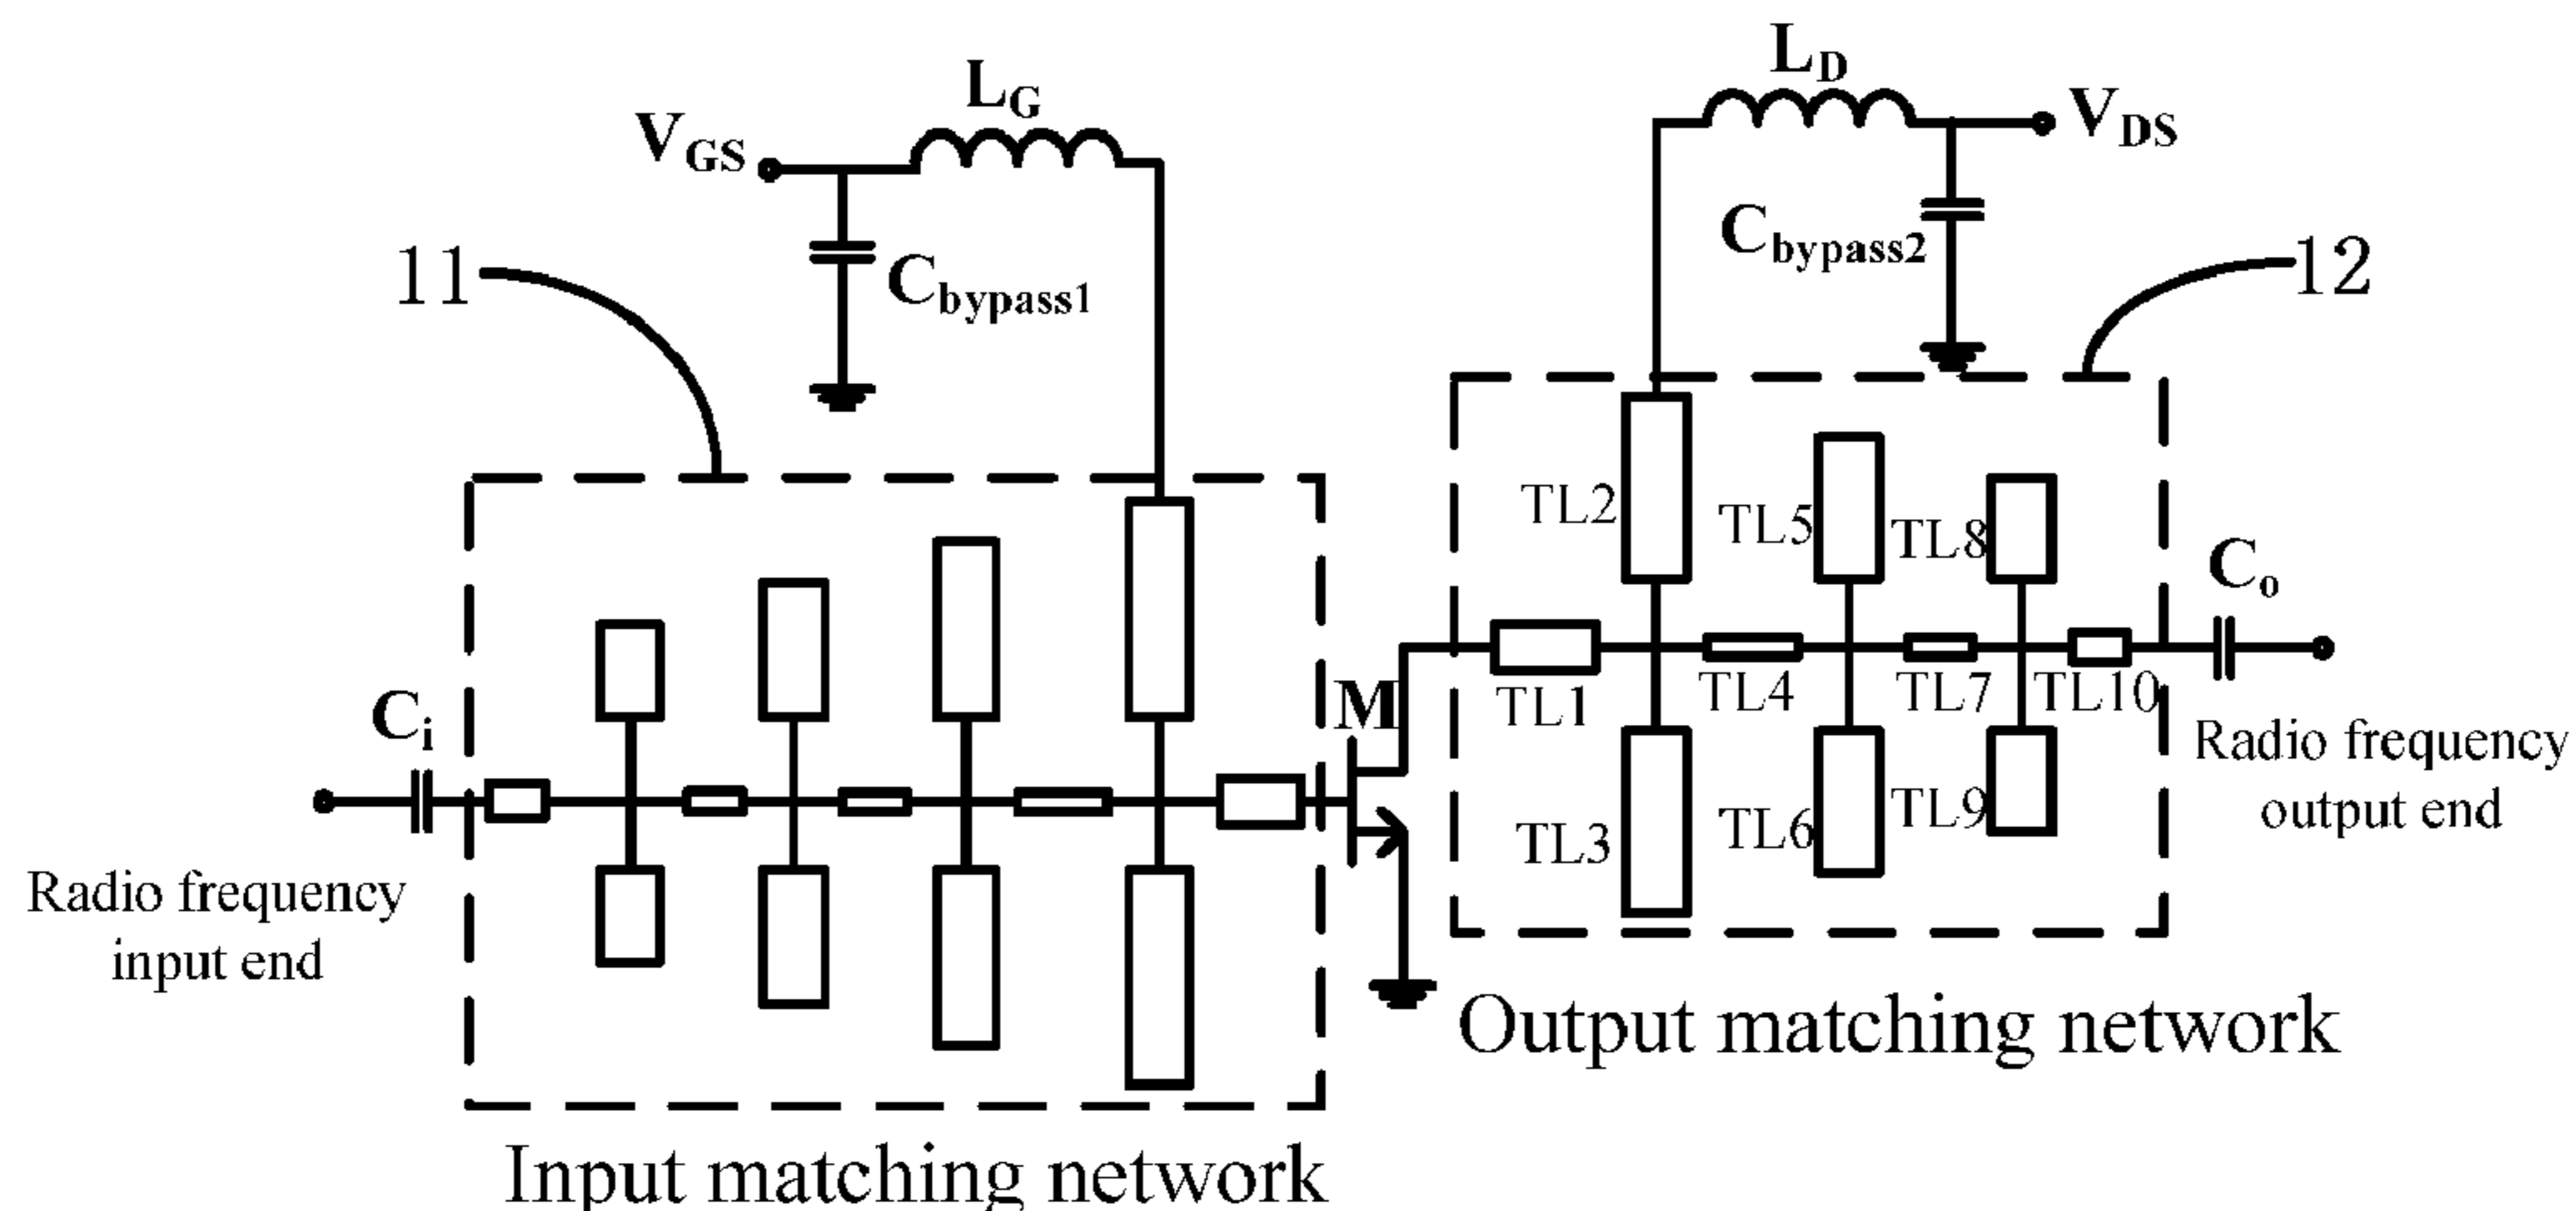 L_D
V_DS
L_G
V_GS
C_bypass2
C_bypass1
11
12
TL2
TL5
TL8
C_o
C_i
M
TL1
TL4
TL7
TL10
Radio frequency
output end
TL3
TL6
TL9
Radio frequency
input end
Output matching network
Input matching network